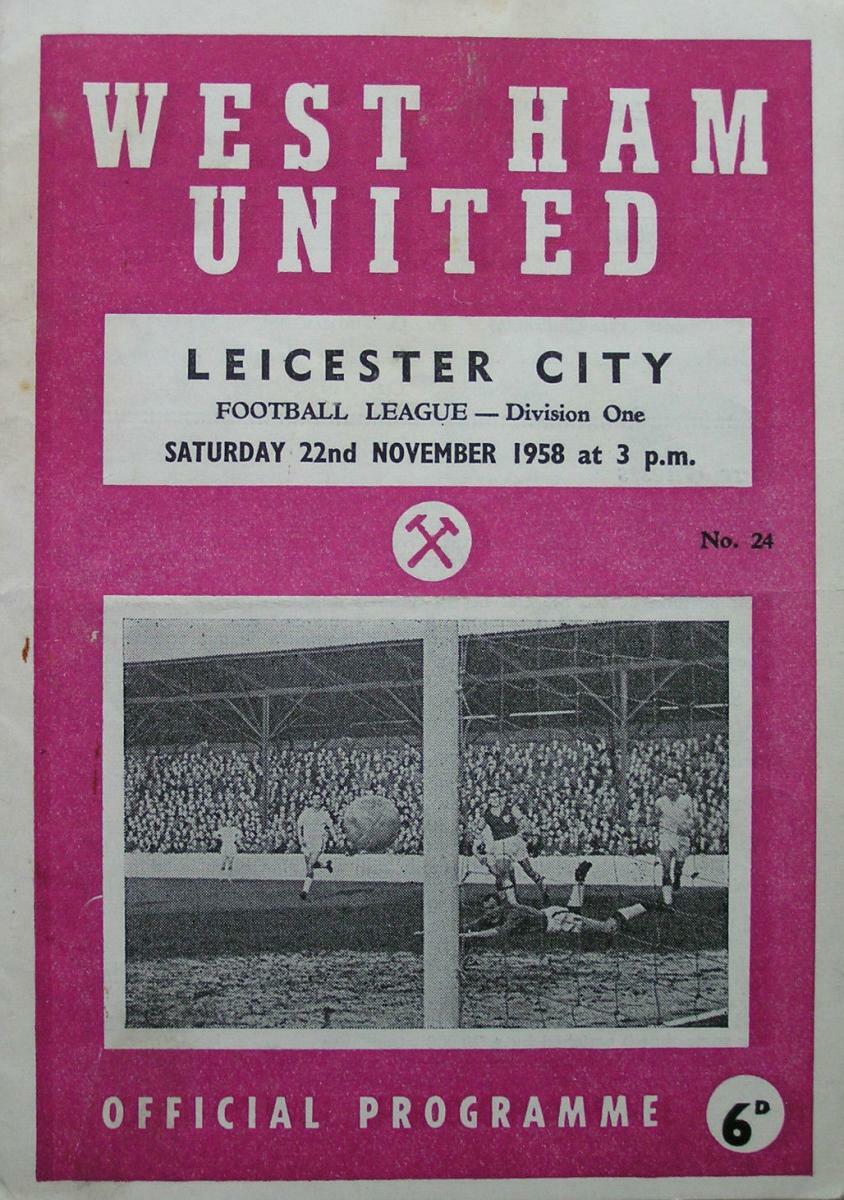 WEST HAM
UNITED
LEICESTER CITY
FOOTBALL LEAGUE — Division One
SATURDAY 22nd NOVEMBER 1958 at 3 p.m.
No. 24
OFFICIAL PROGRAMME
6D